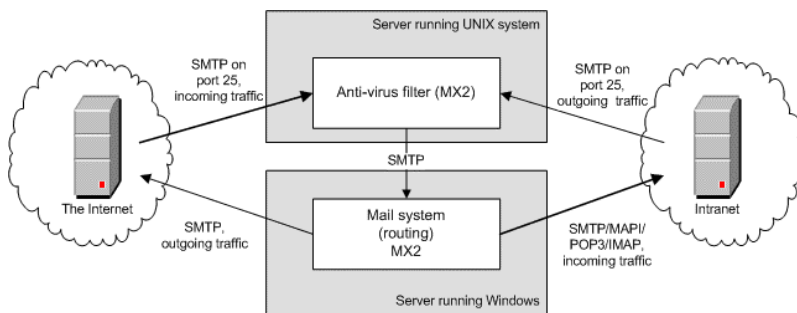 Server running UNIX system
SMTP on
port 25,
incoming traffic
Anti-virus filter (MX2)
SMTP on
port 25,
outgoing traffic
SMTP
The Internet
Intranet
SMTP,
outgoing traffic
Mail system
(routing)
MX2
SMTP/MAPI/
POP3/IMAP,
incoming traffic
Server running Windows